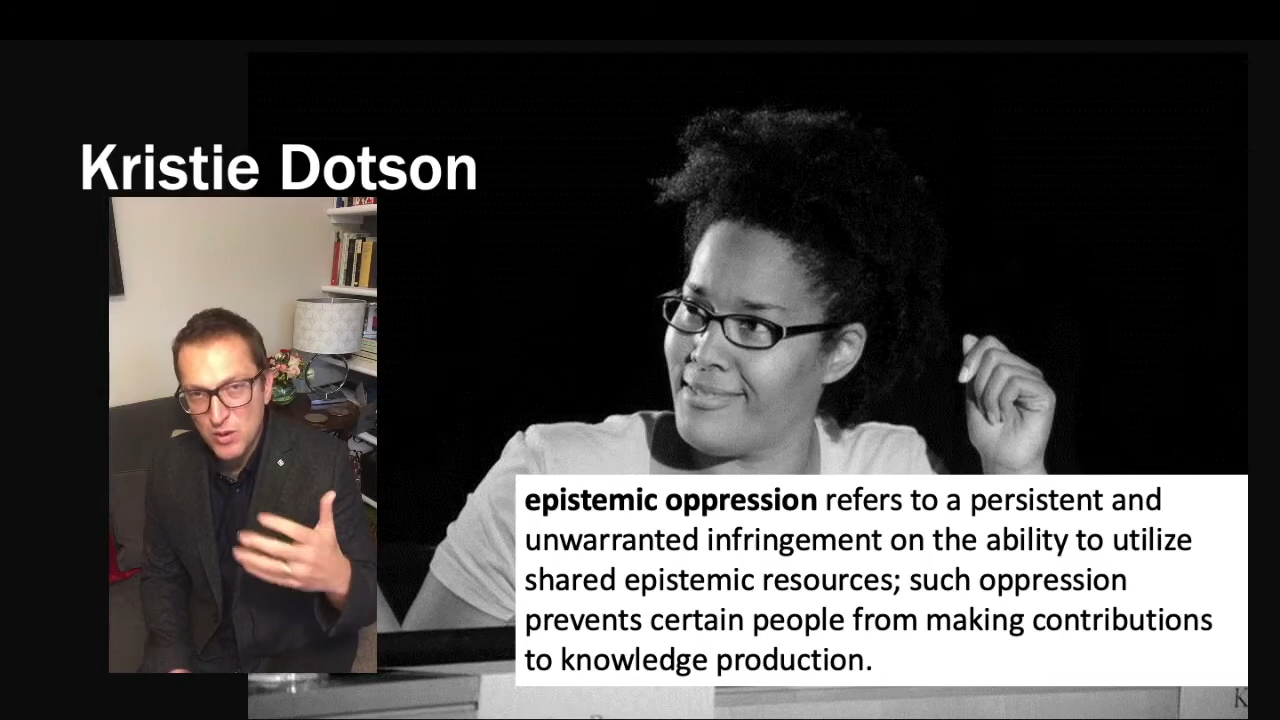 Kristie Dotson
epistemic oppression refers to a persistent and
unwarranted infringement on the ability to utilize
shared epistemic resources; such oppression
prevents certain people from making contributions
to knowledge production.
K